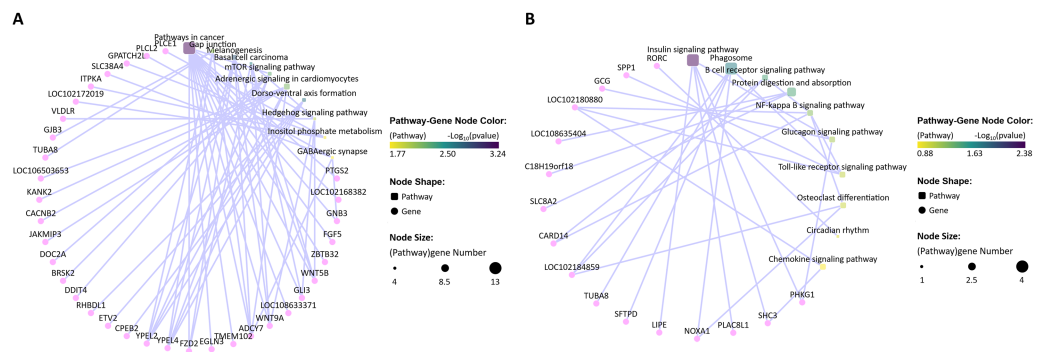 A
Pathways in cancer
Gap junction
PLCE1
Melanogenesis
PLCL2
Basal cell carcinoma
GPATCH2L
mTOR signaling pathway
SLC38A4
Adrenergic signaling in cardiomyocytes
ITPKA
Dorso-ventral axis formation
LOC102172019
Hedgehog signaling pathway
VLDLR
Inositol phosphate metabolism
GJB3
GABAergic synapse
TUBA8
PTGS2
LOC106503653
LOC102168382
KANK2
GNB3
CACNB2
FGF5
JAKMIP3
ZBTB32
DOC2A
WNT5B
BRSK2
GLI3
DDIT4
LOC108633371
RHBDL1
WNT9A
ETV2
ADCY7
CPEB2
TMEM102
YPEL2
YPEL4
FZD2
EGLN3
Pathway-Gene Node Color:
(Pathway) -Log10(pvalue)
1.77 2.50 3.24
Node Shape:
Pathway
Gene
Node Size:
(Pathway)gene Number
4 8.5 13
B
Insulin signaling pathway
RORC
Phagosome
SPP1
B cell receptor signaling pathway
GCG
Protein digestion and absorption
LOC102180880
NF-kappa B signaling pathway
LOC108635404
Glucagon signaling pathway
C18H19orf18
Toll-like receptor signaling pathway
SLC8A2
Osteoclast differentiation
CARD14
Circadian rhythm
LOC102184859
Chemokine signaling pathway
TUBA8
PHKG1
SFTPD
SHC3
LIPE
PLAC8L1
NOXA1
Pathway-Gene Node Color:
(Pathway) -Log10(pvalue)
0.88 1.63 2.38
Node Shape:
Pathway
Gene
Node Size:
(Pathway)gene Number
1 2.5 4